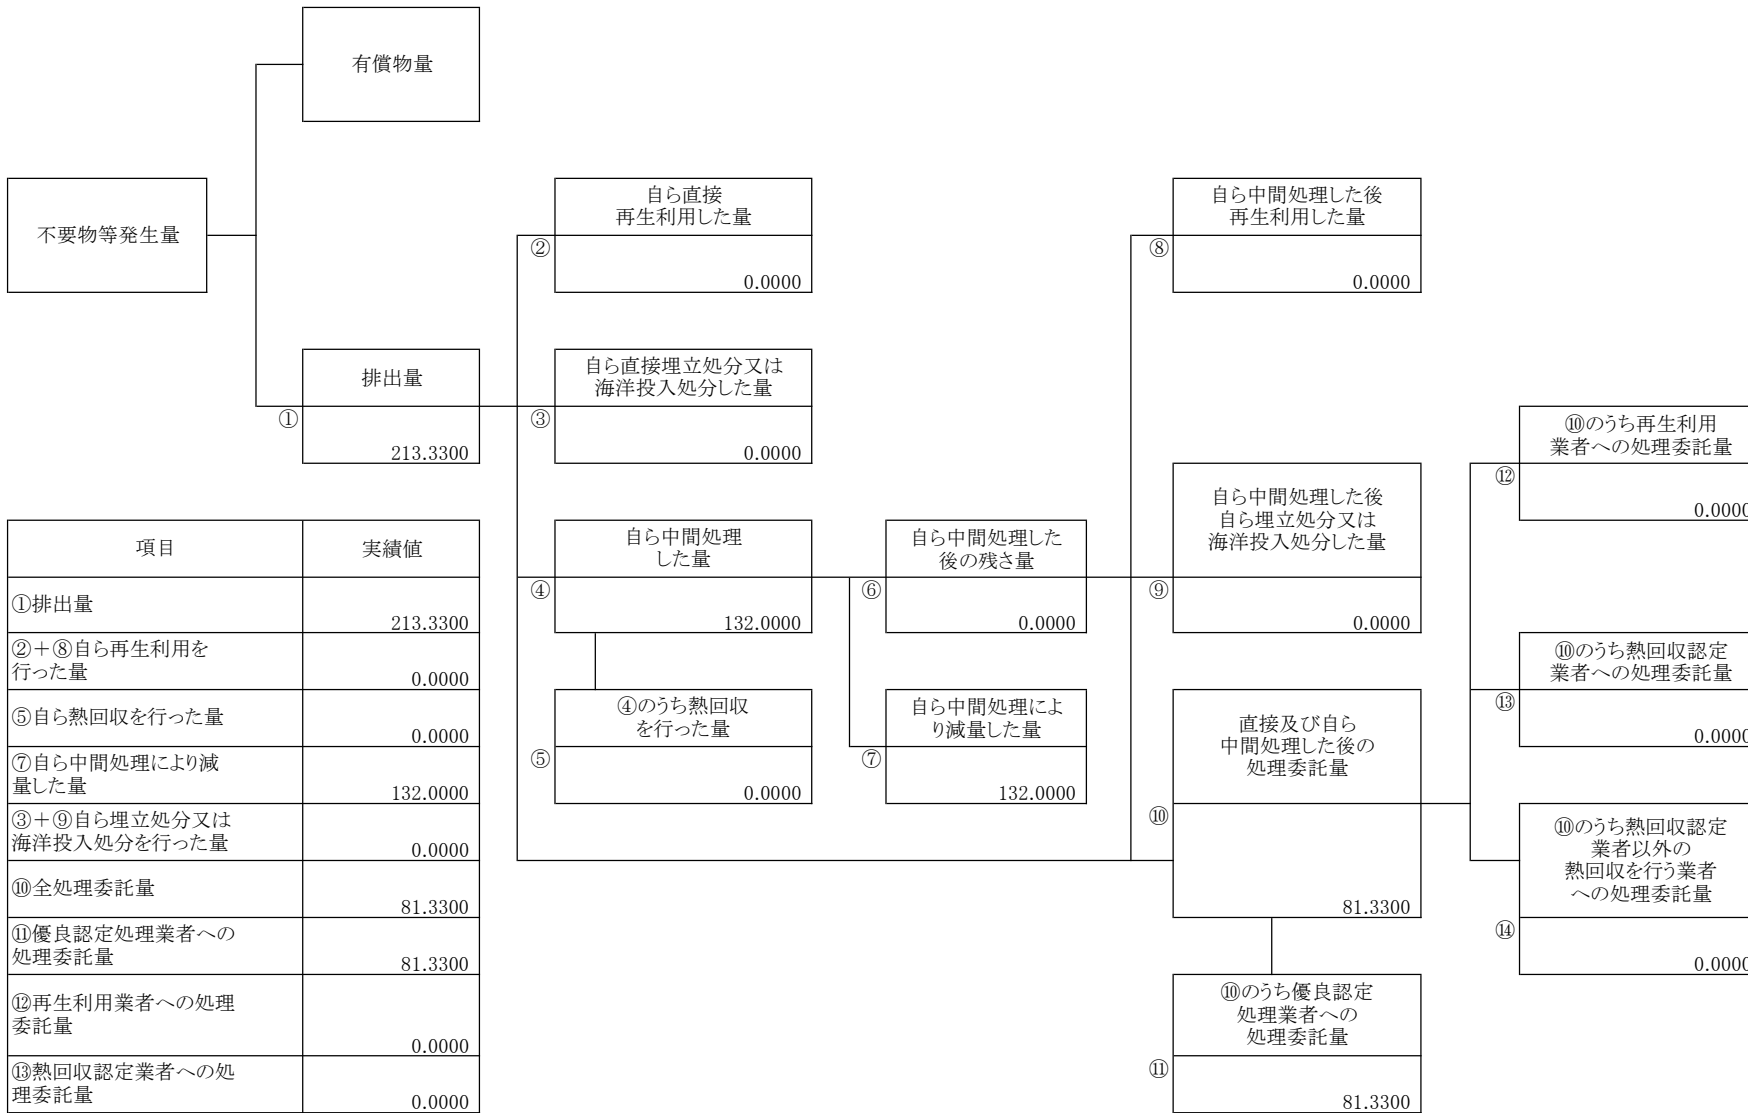 有償物量
不要物等発生量
排出量
①
213.3300
自ら直接
再生利用した量
②
0.0000
自ら直接埋立処分又は
海洋投入処分した量
③
0.0000
自ら中間処理
した量
④
132.0000
④のうち熱回収
を行った量
⑤
0.0000
自ら中間処理した
後の残さ量
⑥
0.0000
自ら中間処理によ
り減量した量
⑦
132.0000
自ら中間処理した後
再生利用した量
⑧
0.0000
自ら中間処理した後
自ら埋立処分又は
海洋投入処分した量
⑨
0.0000
直接及び自ら
中間処理した後の
処理委託量
⑩
81.3300
⑩のうち優良認定
処理業者への
処理委託量
⑪
81.3300
⑩のうち再生利用
業者への処理委託量
⑫
0.0000
⑩のうち熱回収認定
業者への処理委託量
⑬
0.0000
⑩のうち熱回収認定
業者以外の
熱回収を行う業者
への処理委託量
⑭
0.0000
項目 実績値
①排出量 213.3300
②＋⑧自ら再生利用を
行った量 0.0000
⑤自ら熱回収を行った量 0.0000
⑦自ら中間処理により減
量した量 132.0000
③＋⑨自ら埋立処分又は
海洋投入処分を行った量 0.0000
⑩全処理委託量 81.3300
⑪優良認定処理業者への
処理委託量 81.3300
⑫再生利用業者への処理
委託量 0.0000
⑬熱回収認定業者への処
理委託量 0.0000